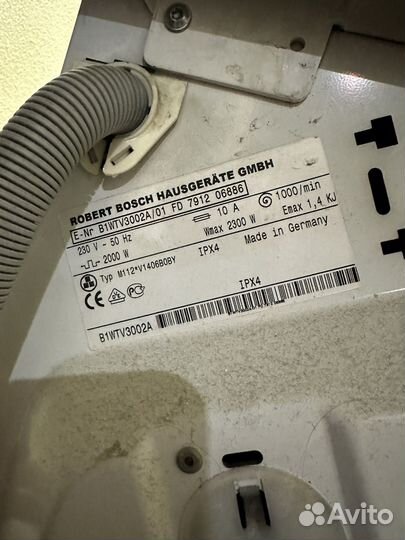 ROBERT BOSCH HAUSGERÄTE GMBH
E-Nr B1WTV3002A/01 FD 7912 06886
230 V - 50 Hz 10 A 1000/min
2000 W Wmax 2300 W Emax 1,4 KJ
Typ M112*V1406B0BY IPX4 Made in Germany
IPX4
B1WTV3002A
Avito